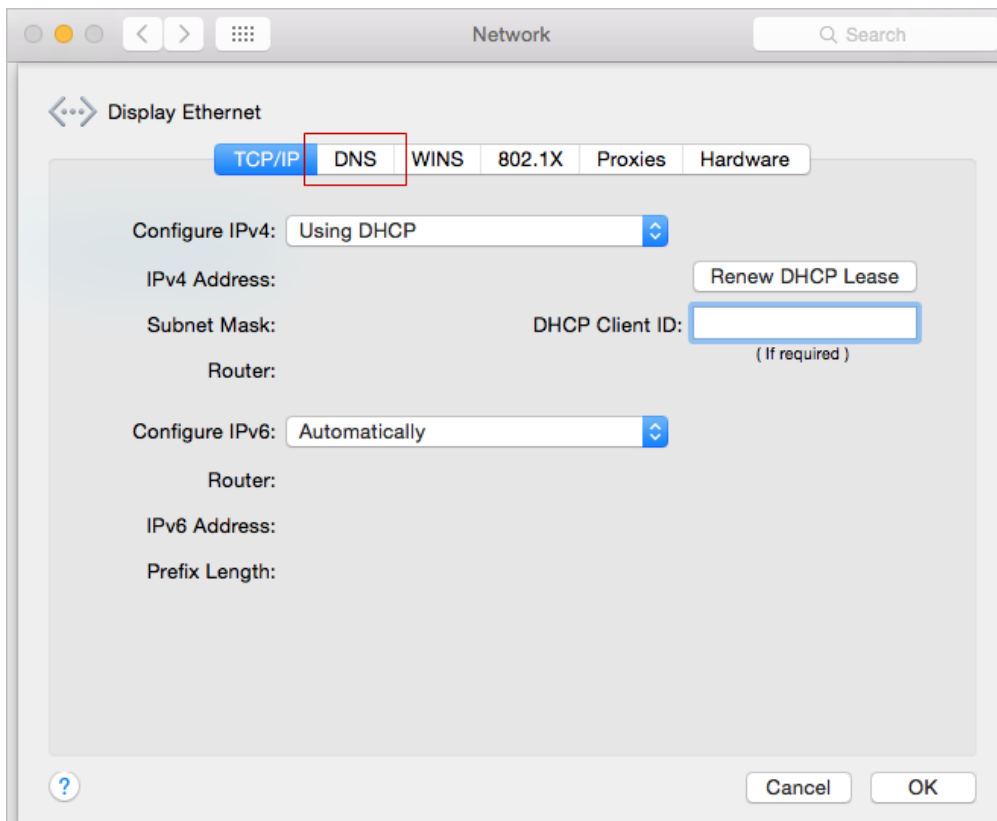 Network
Search
Display Ethernet
TCP/IP DNS WINS 802.1X Proxies Hardware
Configure IPv4: Using DHCP
IPv4 Address: Renew DHCP Lease
Subnet Mask: DHCP Client ID:
( If required )
Router:
Configure IPv6: Automatically
Router:
IPv6 Address:
Prefix Length:
? Cancel OK